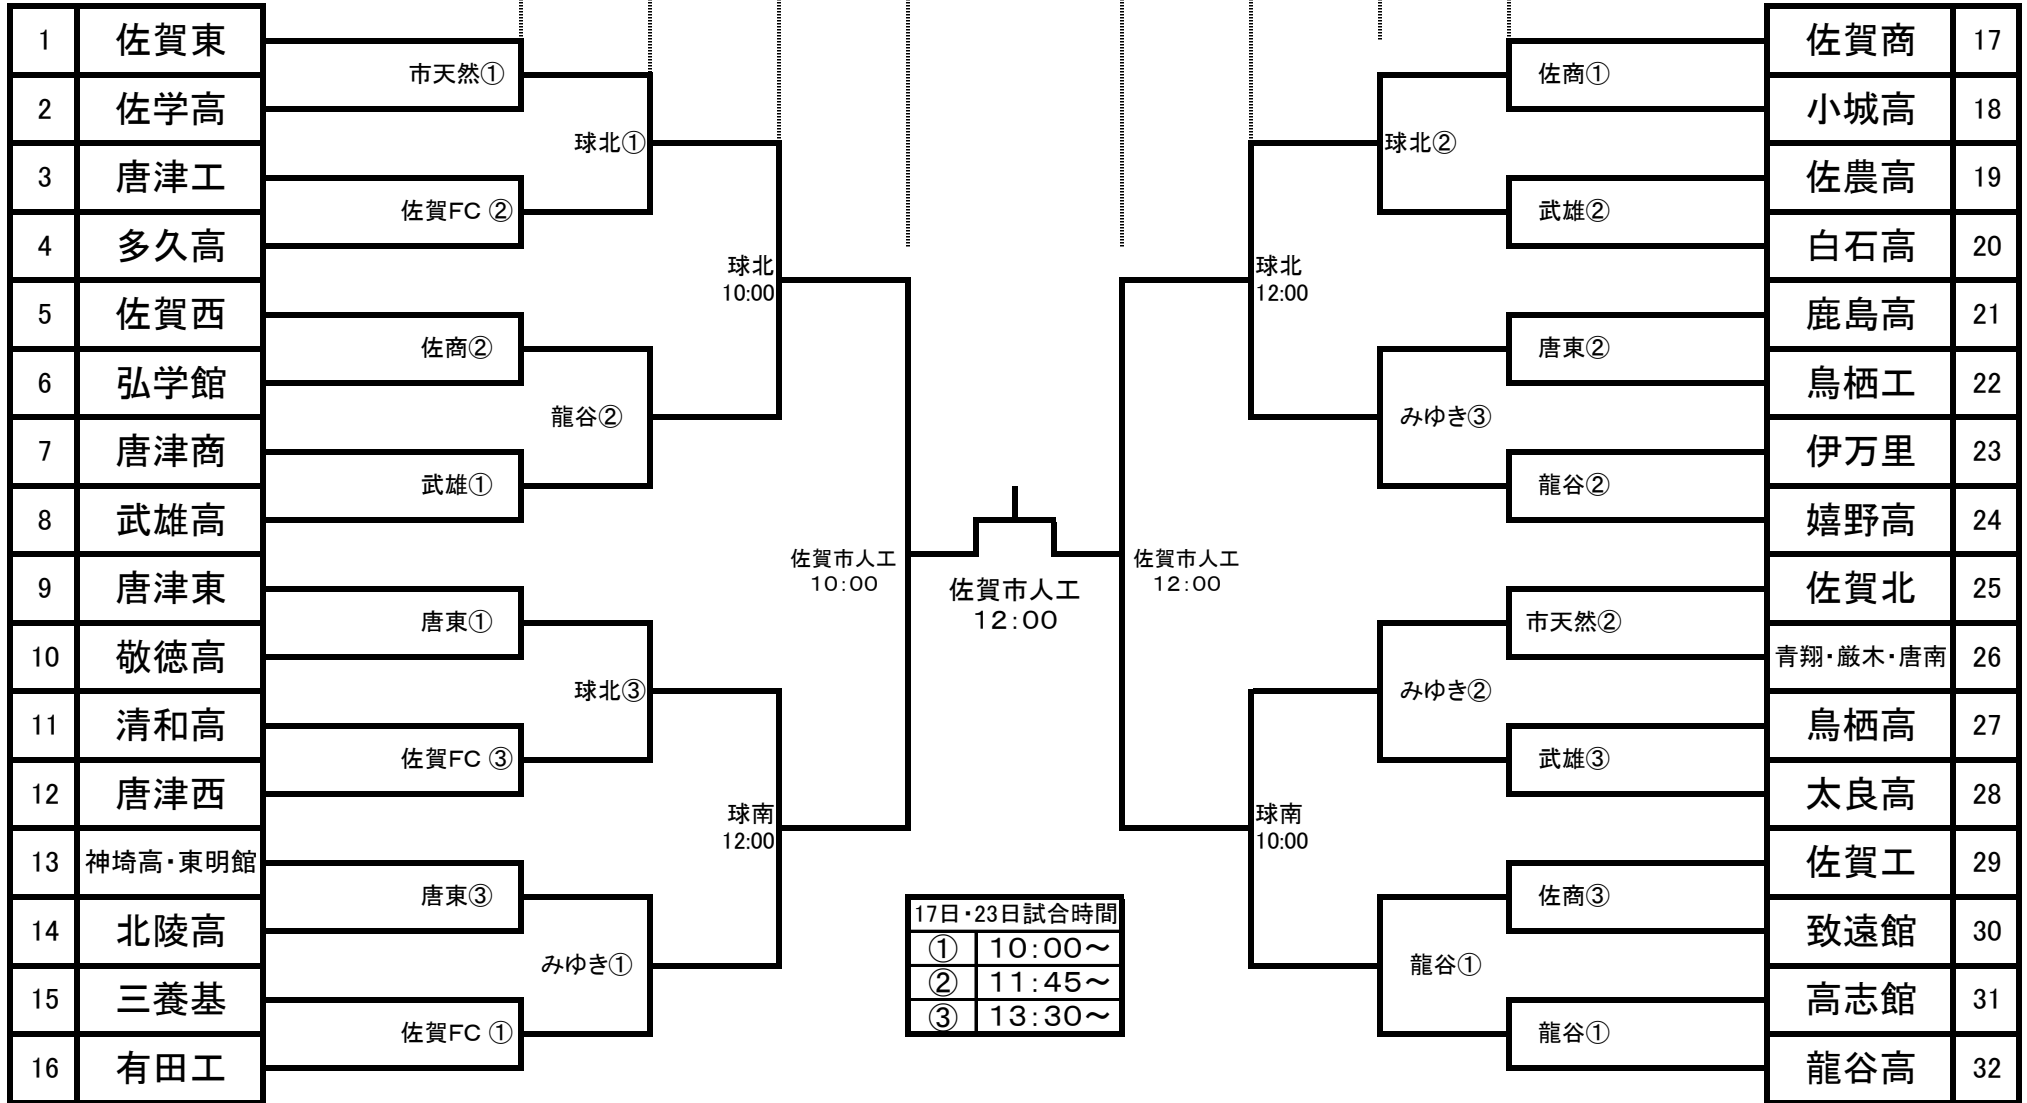 1 佐賀東
2 佐学高
3 唐津工
4 多久高
5 佐賀西
6 弘学館
7 唐津商
8 武雄高
9 唐津東
10 敬徳高
11 清和高
12 唐津西
13 神埼高・東明館
14 北陵高
15 三養基
16 有田工
市天然①
佐賀FC ②
佐商②
武雄①
唐東①
佐賀FC ③
唐東③
佐賀FC ①
球北①
龍谷②
球北③
みゆき①
球北
10:00
球南
12:00
佐賀市人工
10:00
佐賀市人工
12:00
佐賀市人工
12:00
17日・23日試合時間
① 10:00～
② 11:45～
③ 13:30～
球北
12:00
球南
10:00
球北②
みゆき③
みゆき②
龍谷①
佐商①
武雄②
唐東②
龍谷②
市天然②
武雄③
佐商③
龍谷①
佐賀商 17
小城高 18
佐農高 19
白石高 20
鹿島高 21
鳥栖工 22
伊万里 23
嬉野高 24
佐賀北 25
青翔・厳木・唐南 26
鳥栖高 27
太良高 28
佐賀工 29
致遠館 30
高志館 31
龍谷高 32